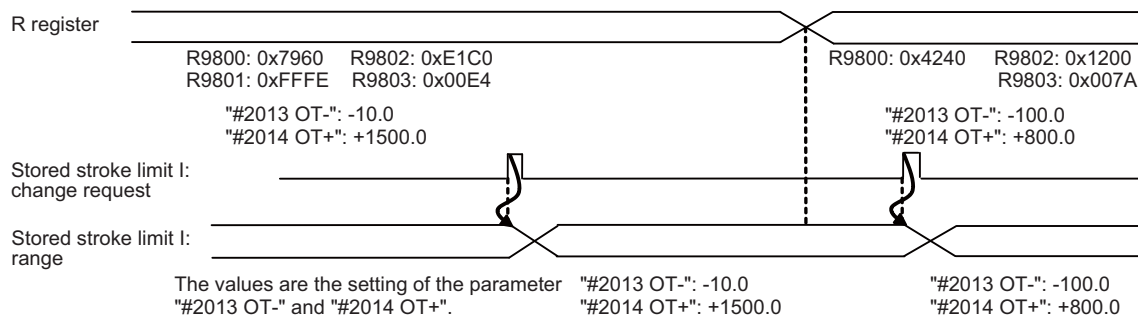 R register
R9800: 0x7960 R9802: 0xE1C0
R9801: 0xFFFE R9803: 0x00E4
R9800: 0x4240 R9802: 0x1200
R9803: 0x007A
"#2013 OT-": -10.0
"#2014 OT+": +1500.0
"#2013 OT-": -100.0
"#2014 OT+": +800.0
Stored stroke limit I:
change request
Stored stroke limit I:
range
The values are the setting of the parameter
"#2013 OT-" and "#2014 OT+".
"#2013 OT-": -10.0
"#2014 OT+": +1500.0
"#2013 OT-": -100.0
"#2014 OT+": +800.0